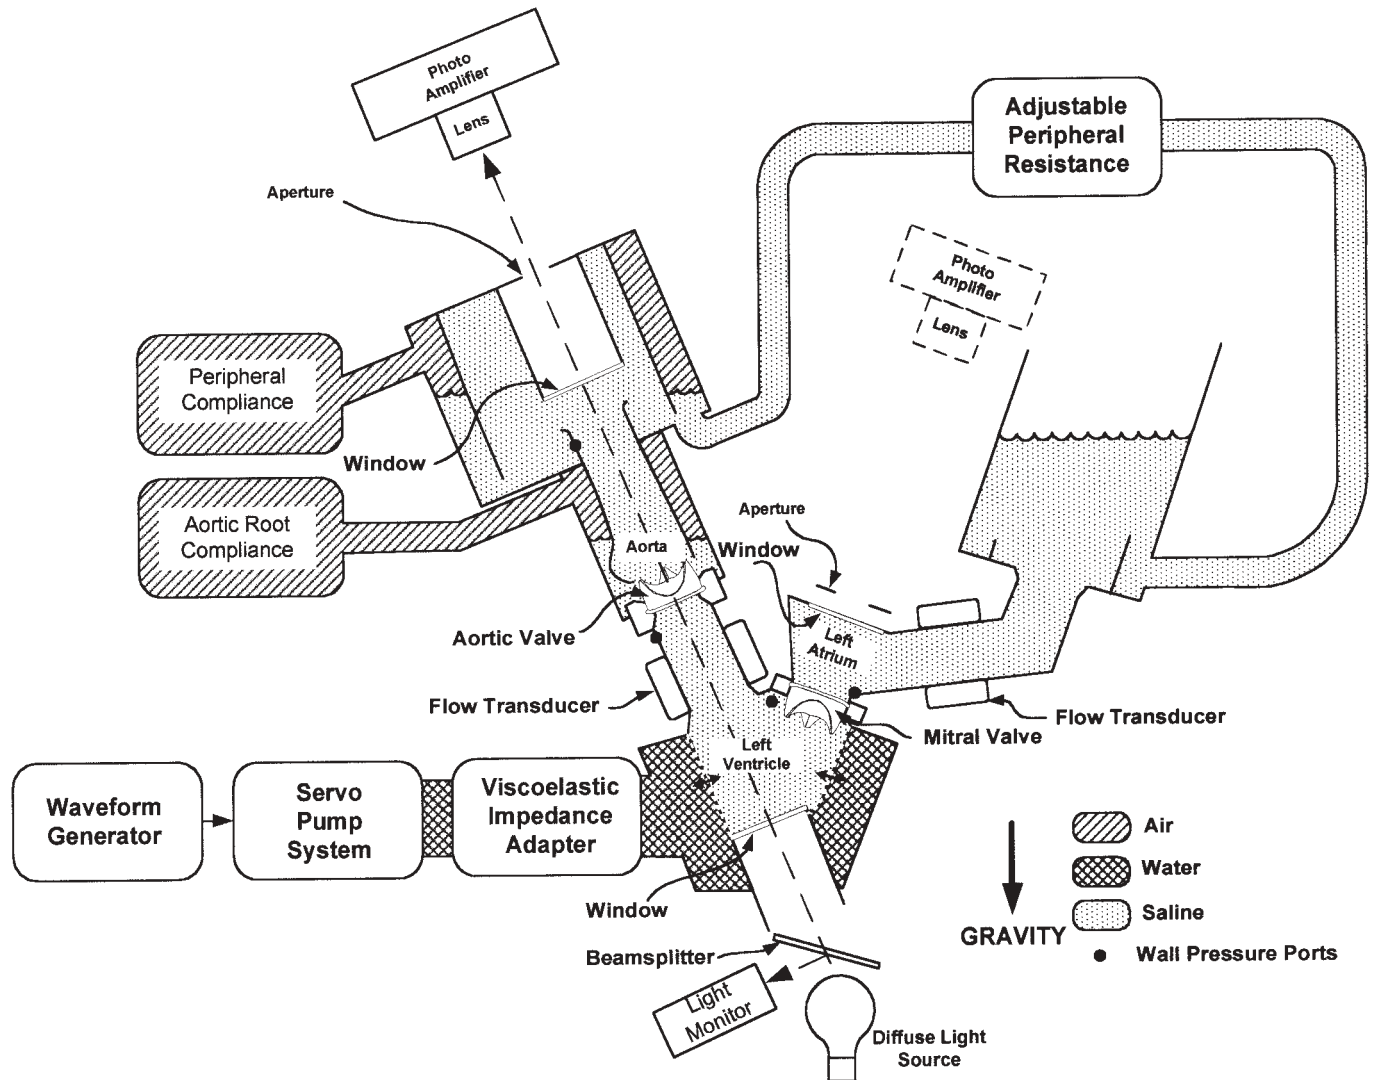 Photo
Amplifier
Lens
Adjustable
Peripheral
Resistance
Aperture
Photo
Amplifier
Lens
Peripheral
Compliance
Window
Aortic Root
Compliance
Aorta
Aperture
Window
Aortic Valve
Left
Atrium
Flow Transducer
Flow Transducer
Mitral Valve
Left
Ventricle
Waveform
Generator
Servo
Pump
System
Viscoelastic
Impedance
Adapter
Air
Water
Saline
Wall Pressure Ports
GRAVITY
Window
Beamsplitter
Light
Monitor
Diffuse Light
Source